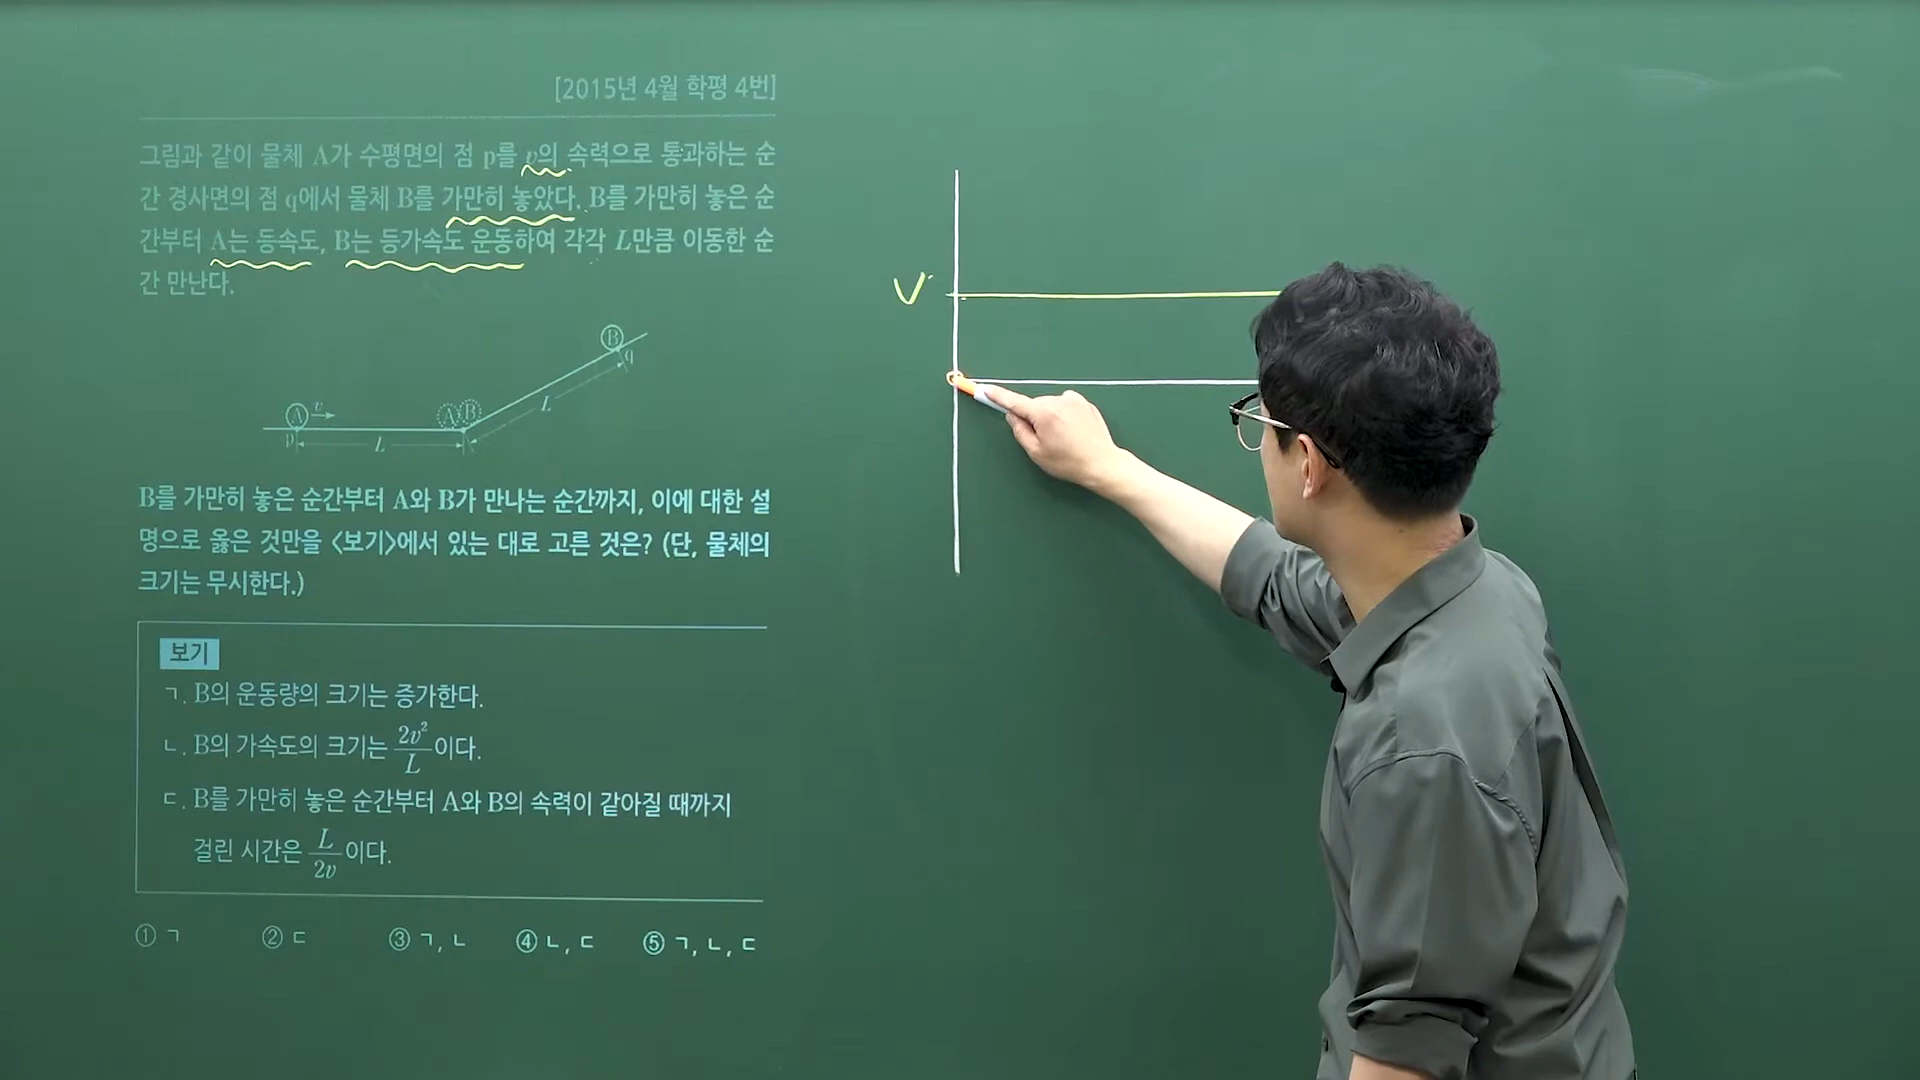 [2015년 4월 학평 4번]
그림과 같이 물체 A가 수평면의 점 p를 v의 속력으로 통과하는 순
간 경사면의 점 q에서 물체 B를 가만히 놓았다. B를 가만히 놓은 순
간부터 A는 등속도, B는 등가속도 운동하여 각각 L만큼 이동한 순
간 만난다.
B
q
L
A v
A B
p
L
B를 가만히 놓은 순간부터 A와 B가 만나는 순간까지, 이에 대한 설
명으로 옳은 것만을 <보기>에서 있는 대로 고른 것은? (단, 물체의
크기는 무시한다.)
보기
ㄱ. B의 운동량의 크기는 증가한다.
ㄴ. B의 가속도의 크기는 2v²/L이다.
ㄷ. B를 가만히 놓은 순간부터 A와 B의 속력이 같아질 때까지
걸린 시간은 L/2v이다.
① ㄱ ② ㄷ ③ ㄱ, ㄴ ④ ㄴ, ㄷ ⑤ ㄱ, ㄴ, ㄷ
V